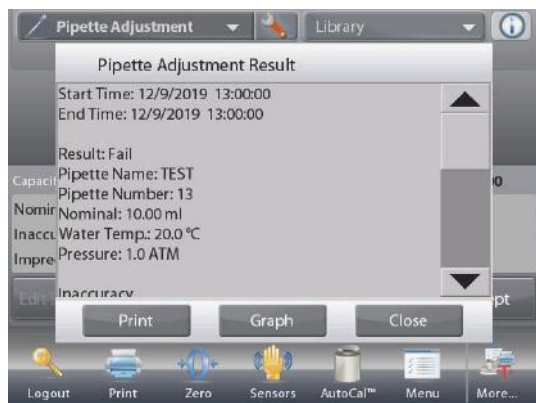 Pipette Adjustment
Library
Pipette Adjustment Result
Start Time: 12/9/2019 13:00:00
End Time: 12/9/2019 13:00:00
Result: Fail
Pipette Name: TEST
Pipette Number: 13
Nominal: 10.00 ml
Water Temp.: 20.0 °C
Pressure: 1.0 ATM
Inaccuracy
Print Graph Close
Logout Print Zero Sensors AutoCal™ Menu More...